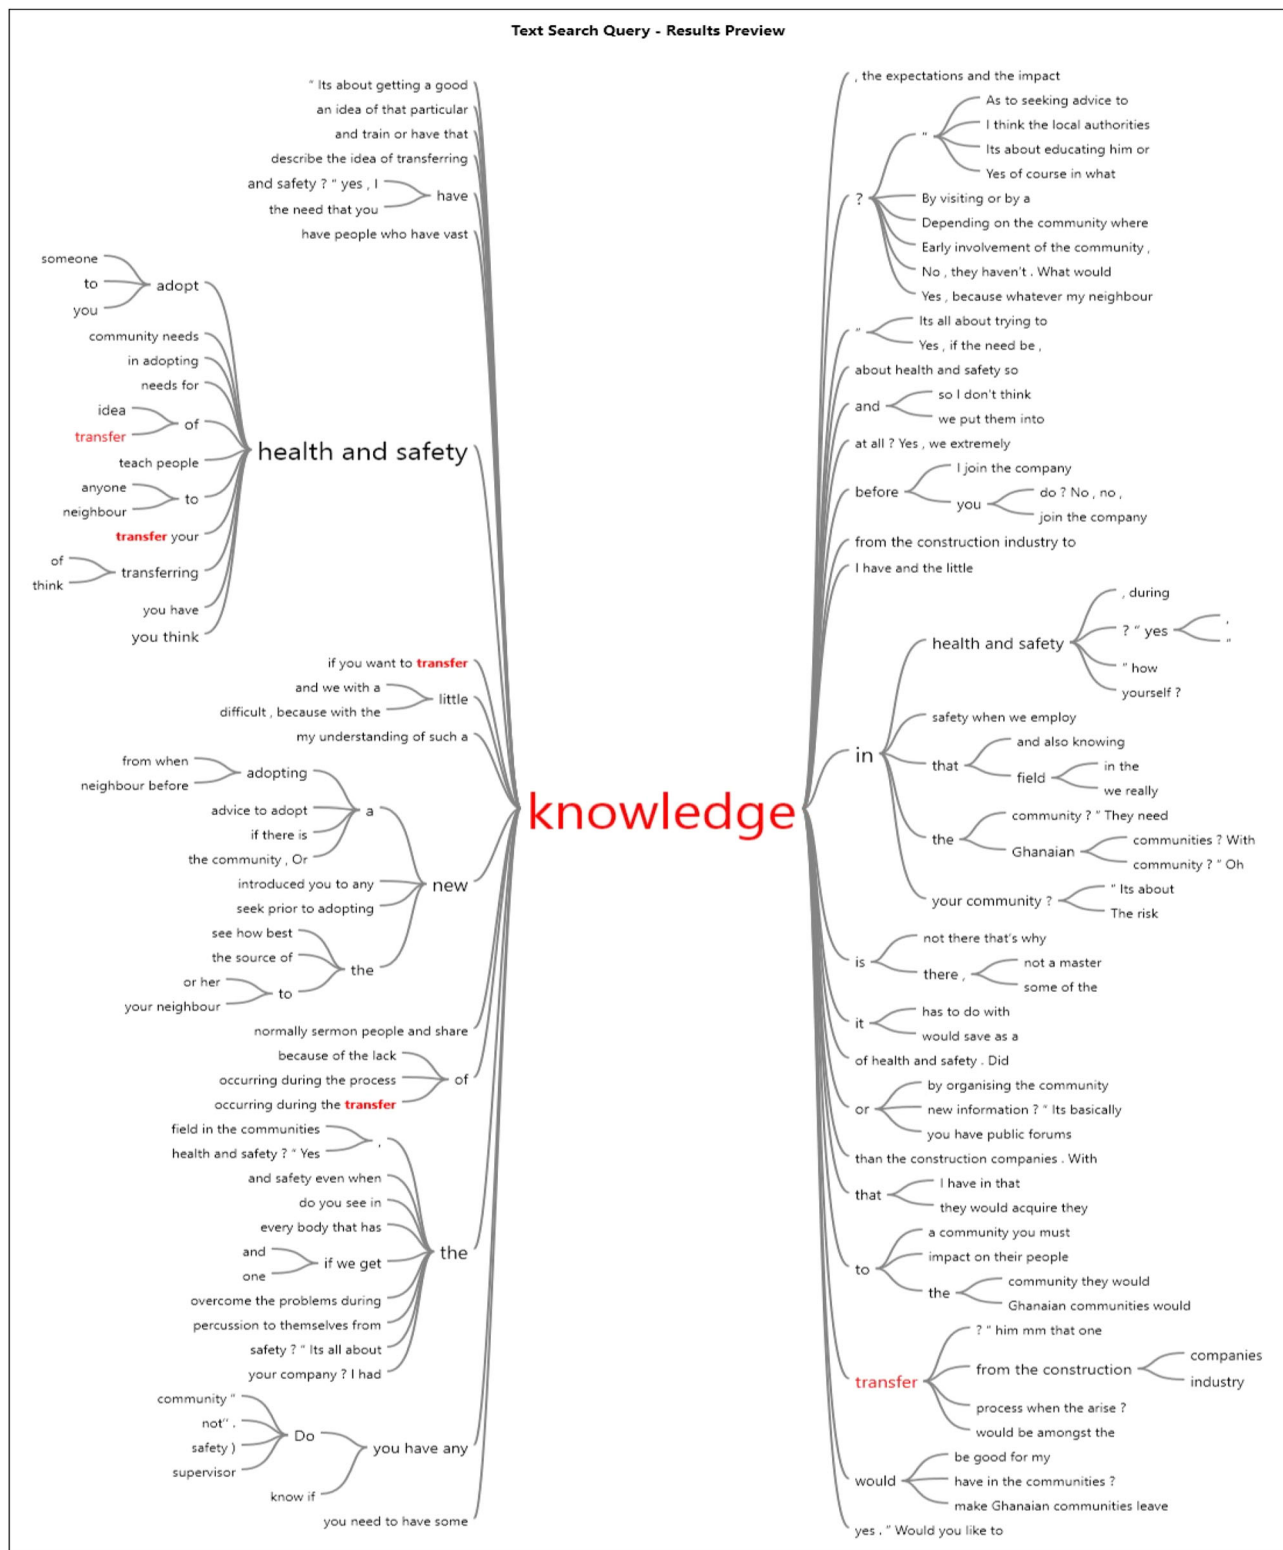 Text Search Query - Results Preview
“ Its about getting a good
an idea of that particular
and train or have that
describe the idea of transferring
and safety ? “ yes , I
the need that you
have
have people who have vast
someone
to
you
adopt
community needs
in adopting
needs for
idea
transfer
of
teach people
anyone
neighbour
to
transfer your
of
think
transferring
you have
you think
health and safety
if you want to transfer
and we with a
difficult , because with the
little
my understanding of such a
from when
neighbour before
adopting
advice to adopt
if there is
the community , Or
a
introduced you to any
seek prior to adopting
see how best
the source of
or her
your neighbour
to
the
new
normally sermon people and share
because of the lack
occurring during the process
occurring during the transfer
of
field in the communities
health and safety ? “ Yes
,
and safety even when
do you see in
every body that has
and
one
if we get
overcome the problems during
percussion to themselves from
safety ? “ Its all about
your company ? I had
the
community “
not” .
safety )
supervisor
Do
know if
you have any
you need to have some
knowledge
, the expectations and the impact
?
“
As to seeking advice to
I think the local authorities
Its about educating him or
Yes of course in what
By visiting or by a
Depending on the community where
Early involvement of the community ,
No , they haven't . What would
Yes , because whatever my neighbour
”
Its all about trying to
Yes , if the need be ,
about health and safety so
and
so I don't think
we put them into
at all ? Yes , we extremely
before
I join the company
you
do ? No , no ,
join the company
from the construction industry to
I have and the little
in
health and safety
, during
? “ yes
,
”
“ how
yourself ?
safety when we employ
that
and also knowing
field
in the
we really
the
community ? “ They need
Ghanaian
communities ? With
community ? “ Oh
your community ?
“ Its about
The risk
is
not there that's why
there ,
not a master
some of the
it
has to do with
would save as a
of health and safety . Did
or
by organising the community
new information ? “ Its basically
you have public forums
than the construction companies . With
that
I have in that
they would acquire they
to
a community you must
impact on their people
the
community they would
Ghanaian communities would
transfer
? “ him mm that one
from the construction
companies
industry
process when the arise ?
would be amongst the
would
be good for my
have in the communities ?
make Ghanaian communities leave
yes . “ Would you like to